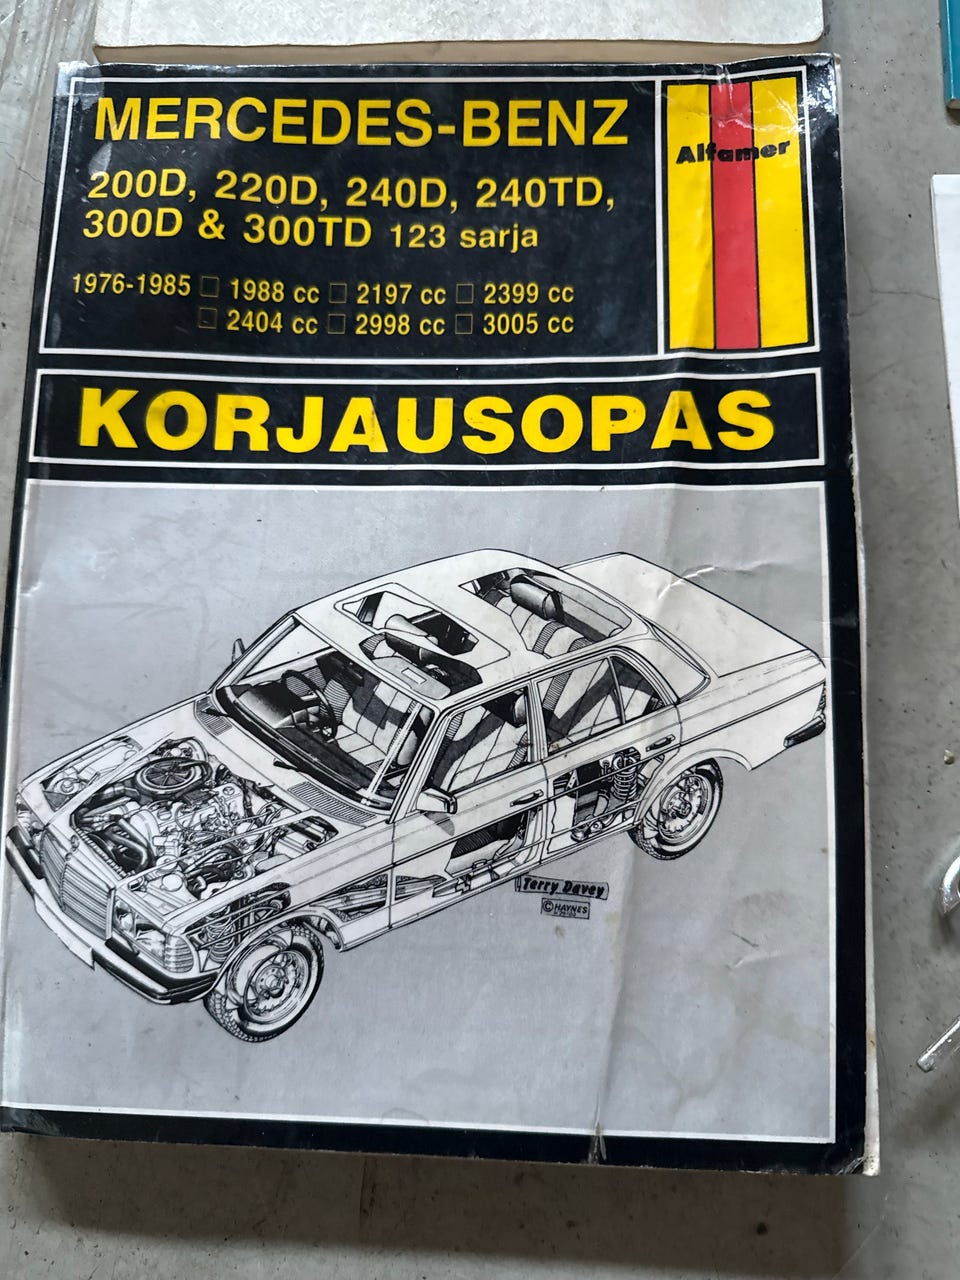 MERCEDES-BENZ
200D, 220D, 240D, 240TD,
300D & 300TD 123 sarja
1976-1985 □ 1988 cc □ 2197 cc □ 2399 cc
□ 2404 cc □ 2998 cc □ 3005 cc
Alfamer
KORJAUSOPAS
Terry Davey
© HAYNES